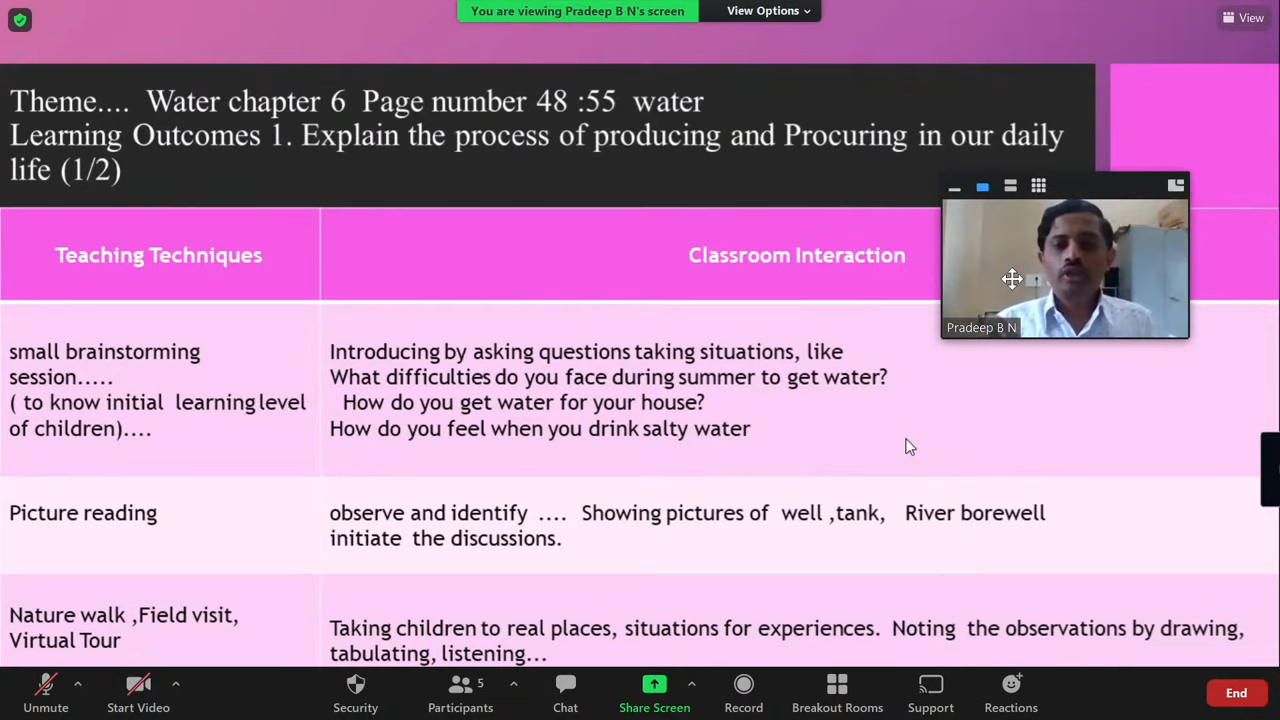 You are viewing Pradeep B N's screen
View Options
View
Theme.... Water chapter 6 Page number 48 :55 water
Learning Outcomes 1. Explain the process of producing and Procuring in our daily
life (1/2)
Teaching Techniques
Classroom Interaction
Pradeep B N
small brainstorming
session.....
( to know initial learning level
of children)....
Introducing by asking questions taking situations, like
What difficulties do you face during summer to get water?
How do you get water for your house?
How do you feel when you drink salty water
Picture reading
observe and identify .... Showing pictures of well ,tank, River borewell
initiate the discussions.
Nature walk ,Field visit,
Virtual Tour
Taking children to real places, situations for experiences. Noting the observations by drawing,
tabulating, listening...
Unmute
Start Video
Security
5
Participants
Chat
Share Screen
Record
Breakout Rooms
Support
Reactions
End